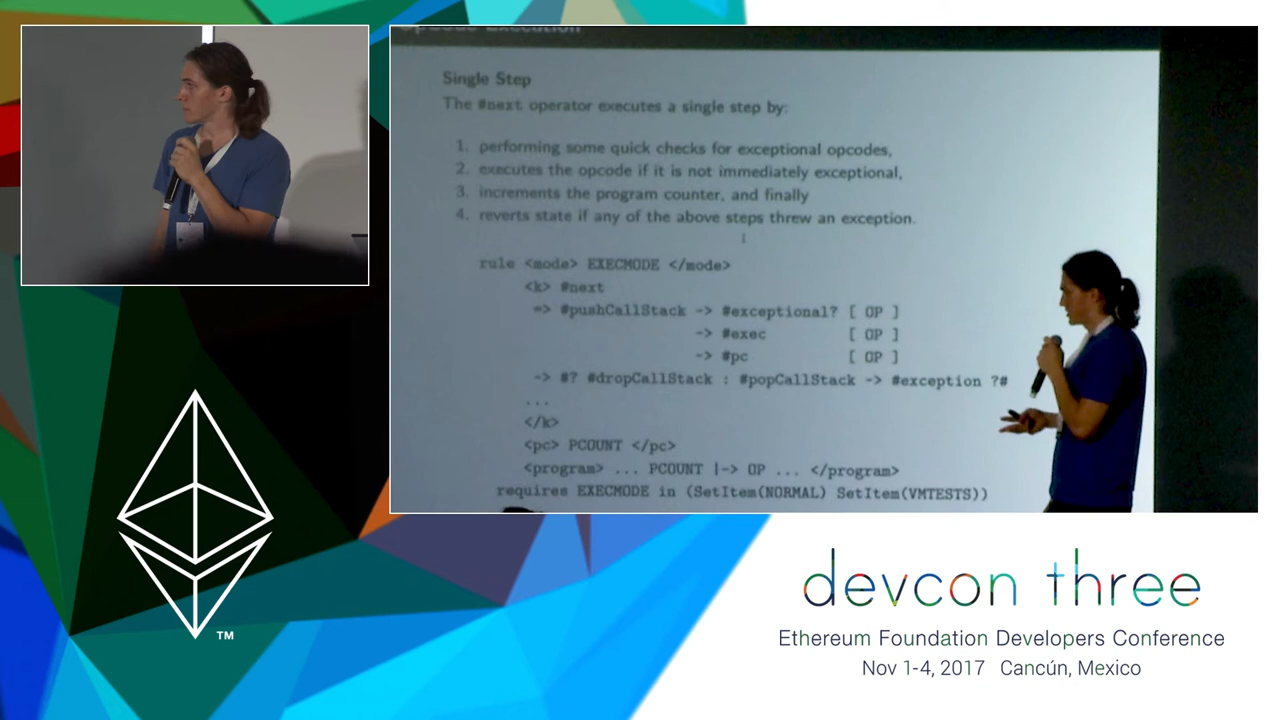 Opcode Execution
Single Step
The #next operator executes a single step by:
1. performing some quick checks for exceptional opcodes,
2. executes the opcode if it is not immediately exceptional,
3. increments the program counter, and finally
4. reverts state if any of the above steps threw an exception.
rule <mode> EXECMODE </mode>
<k> #next
=> #pushCallStack -> #exceptional? [ OP ]
-> #exec [ OP ]
-> #pc [ OP ]
-> #? #dropCallStack : #popCallStack -> #exception ?#
...
</k>
<pc> PCOUNT </pc>
<program> ... PCOUNT |-> OP ... </program>
requires EXECMODE in (SetItem(NORMAL) SetItem(VMTESTS))
TM
devcon three
Ethereum Foundation Developers Conference
Nov 1-4, 2017 Cancún, Mexico